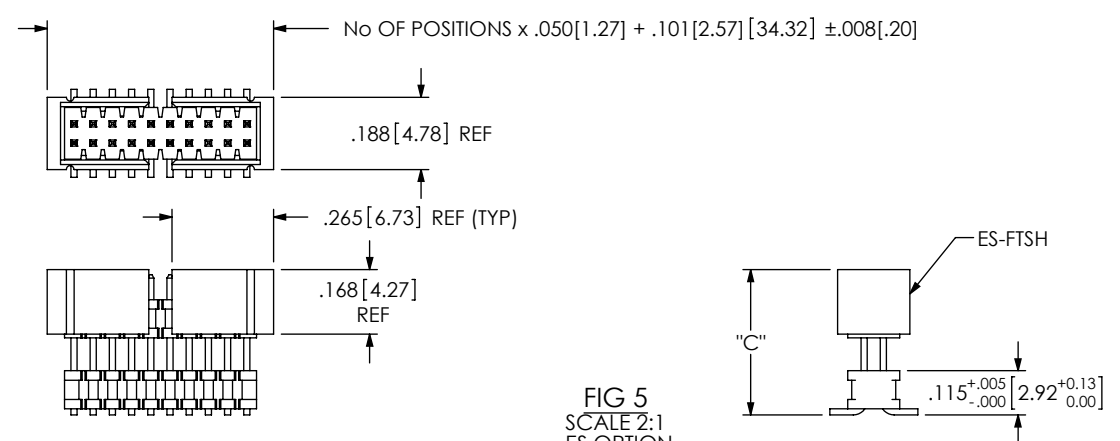 No OF POSITIONS x .050[1.27] + .101[2.57] [34.32] ±.008[.20]
.188[4.78] REF
.265[6.73] REF (TYP)
.168[4.27]
REF
ES-FTSH
"C"
.115+.005 -.000 [2.92+0.13 0.00]
FIG 5
SCALE 2:1
ES OPTION